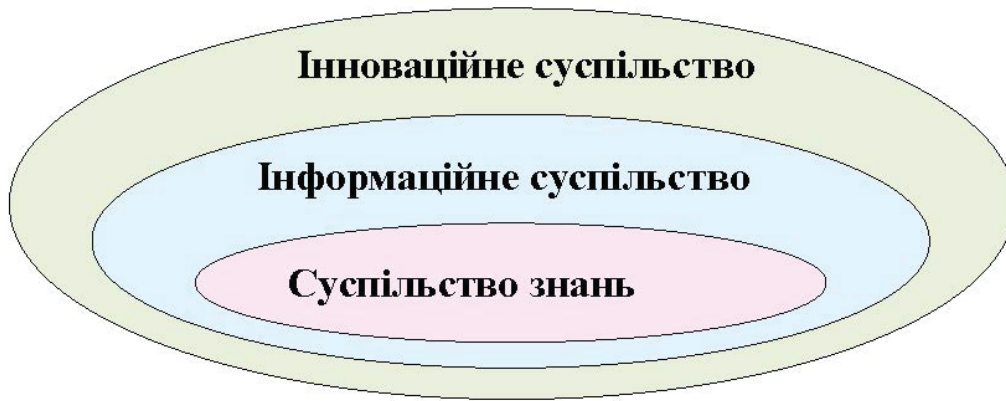 Інноваційне суспільство
Інформаційне суспільство
Суспільство знань